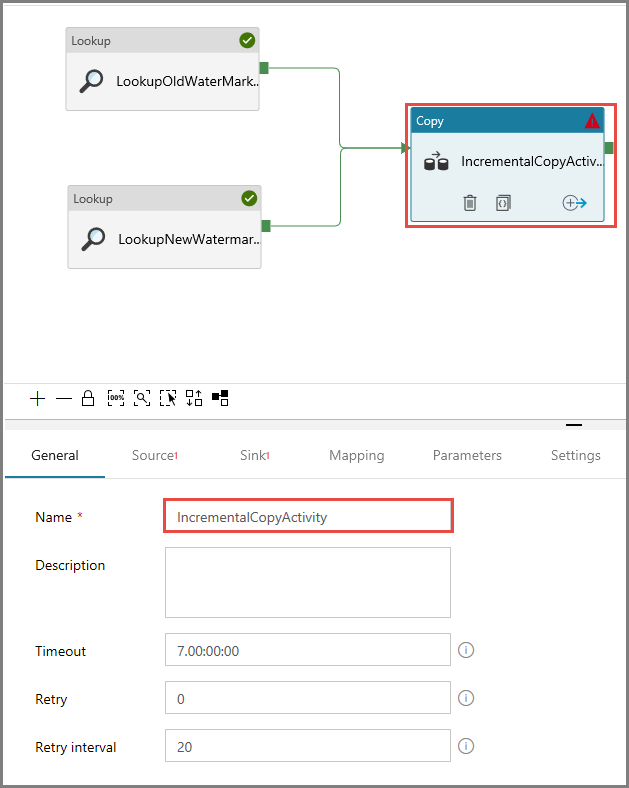 Lookup
LookupOldWaterMark..
Copy
IncrementalCopyActiv...
Lookup
LookupNewWatermar..
100%
General
Source1
Sink1
Mapping
Parameters
Settings
Name *
IncrementalCopyActivity
Description
Timeout
7.00:00:00
Retry
0
Retry interval
20